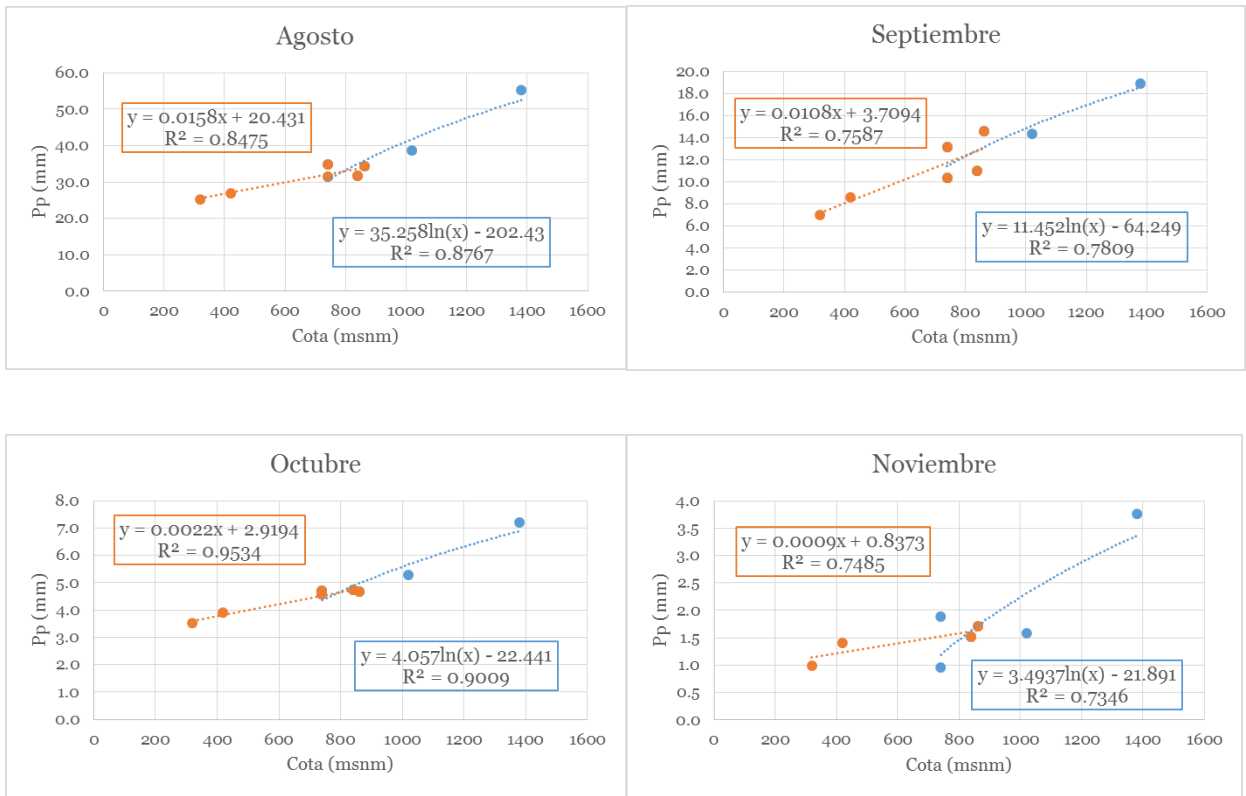 Agosto
60.0
50.0
40.0
30.0
20.0
10.0
0.0
Pp (mm)
y = 0.0158x + 20.431
R² = 0.8475
y = 35.258ln(x) - 202.43
R² = 0.8767
0 200 400 600 800 1000 1200 1400 1600
Cota (msnm)
Septiembre
20.0
18.0
16.0
14.0
12.0
10.0
8.0
6.0
4.0
2.0
0.0
Pp (mm)
y = 0.0108x + 3.7094
R² = 0.7587
y = 11.452ln(x) - 64.249
R² = 0.7809
0 200 400 600 800 1000 1200 1400 1600
Cota (msnm)
Octubre
8.0
7.0
6.0
5.0
4.0
3.0
2.0
1.0
0.0
Pp (mm)
y = 0.0022x + 2.9194
R² = 0.9534
y = 4.057ln(x) - 22.441
R² = 0.9009
0 200 400 600 800 1000 1200 1400 1600
Cota (msnm)
Noviembre
4.0
3.5
3.0
2.5
2.0
1.5
1.0
0.5
0.0
Pp (mm)
y = 0.0009x + 0.8373
R² = 0.7485
y = 3.4937ln(x) - 21.891
R² = 0.7346
0 200 400 600 800 1000 1200 1400 1600
Cota (msnm)